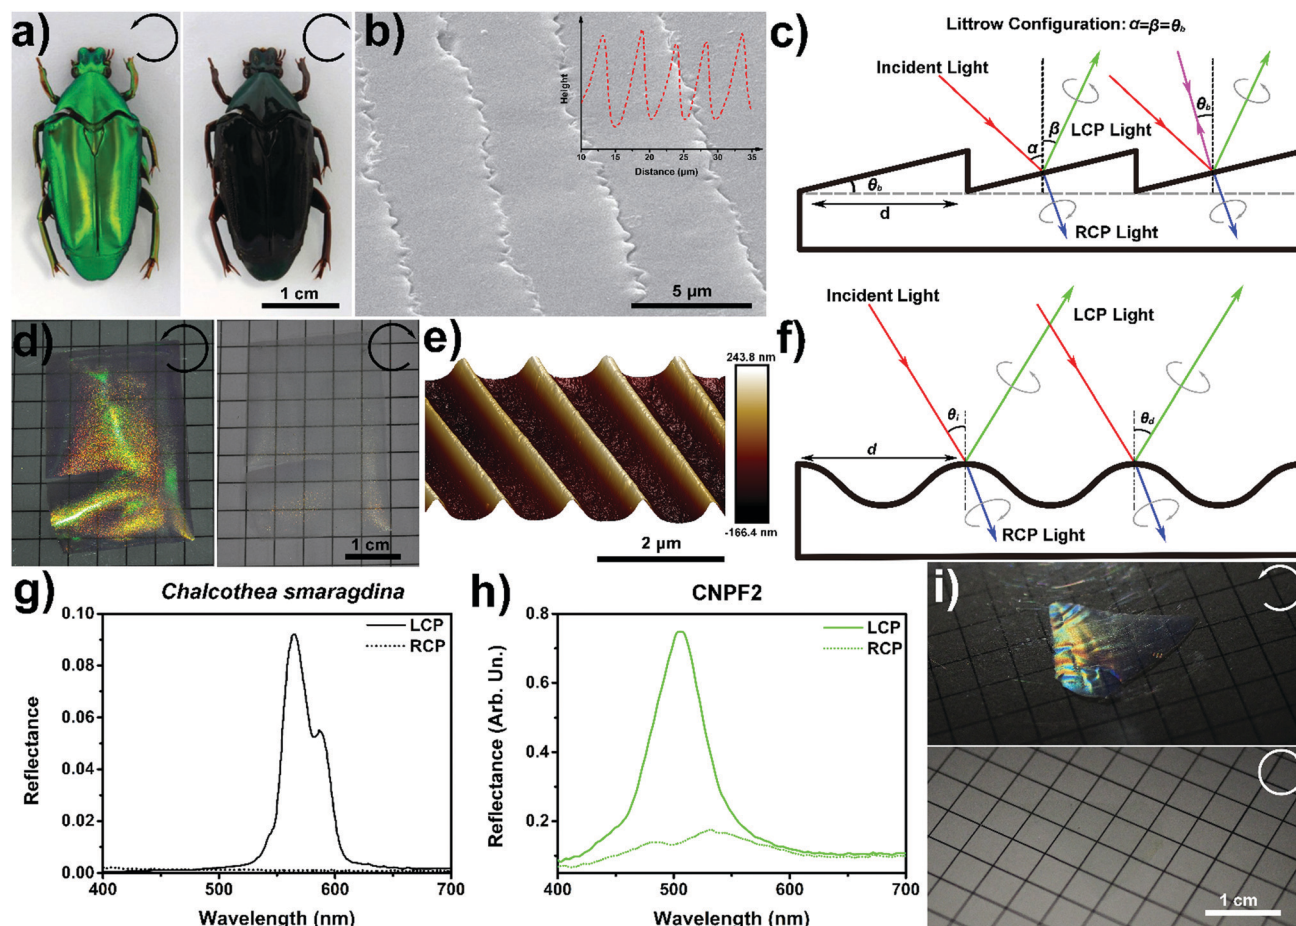 a)
1 cm
b)
Height
10 15 20 25 30 35
Distance (µm)
5 µm
c)
Littrow Configuration: α=β=θb
Incident Light
θb
β
LCP Light
α
θb
d
RCP Light
d)
1 cm
e)
243.8 nm
-166.4 nm
2 µm
f)
Incident Light
LCP Light
θi
θd
d
RCP Light
g)
Chalcothea smaragdina
LCP
RCP
Reflectance
0.10
0.08
0.06
0.04
0.02
0.00
400 500 600 700
Wavelength (nm)
h)
CNPF2
LCP
RCP
Reflectance (Arb. Un.)
0.8
0.6
0.4
0.2
400 500 600 700
Wavelength (nm)
i)
1 cm